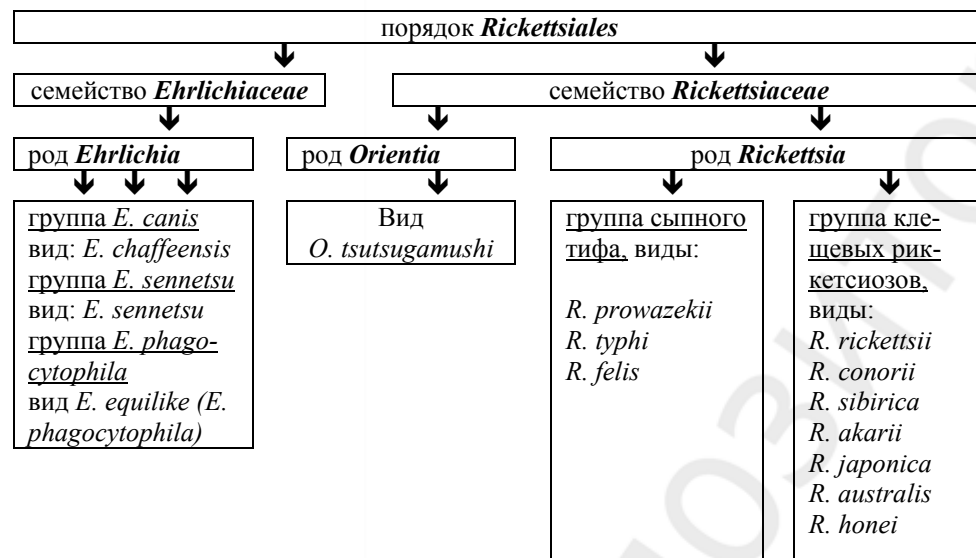 порядок Rickettsiales
семейство Ehrlichiaceae
семейство Rickettsiaceae
род Ehrlichia
род Orientia
род Rickettsia
группа E. canis
вид: E. chaffeensis
группа E. sennetsu
вид: E. sennetsu
группа E. phago-
cytophila
вид E. equilike (E.
phagocytophila)
Вид
O. tsutsugamushi
группа сыпного
тифа, виды:
R. prowazekii
R. typhi
R. felis
группа кле-
щевых рик-
кетсиозов,
виды:
R. rickettsii
R. conorii
R. sibirica
R. akarii
R. japonica
R. australis
R. honei